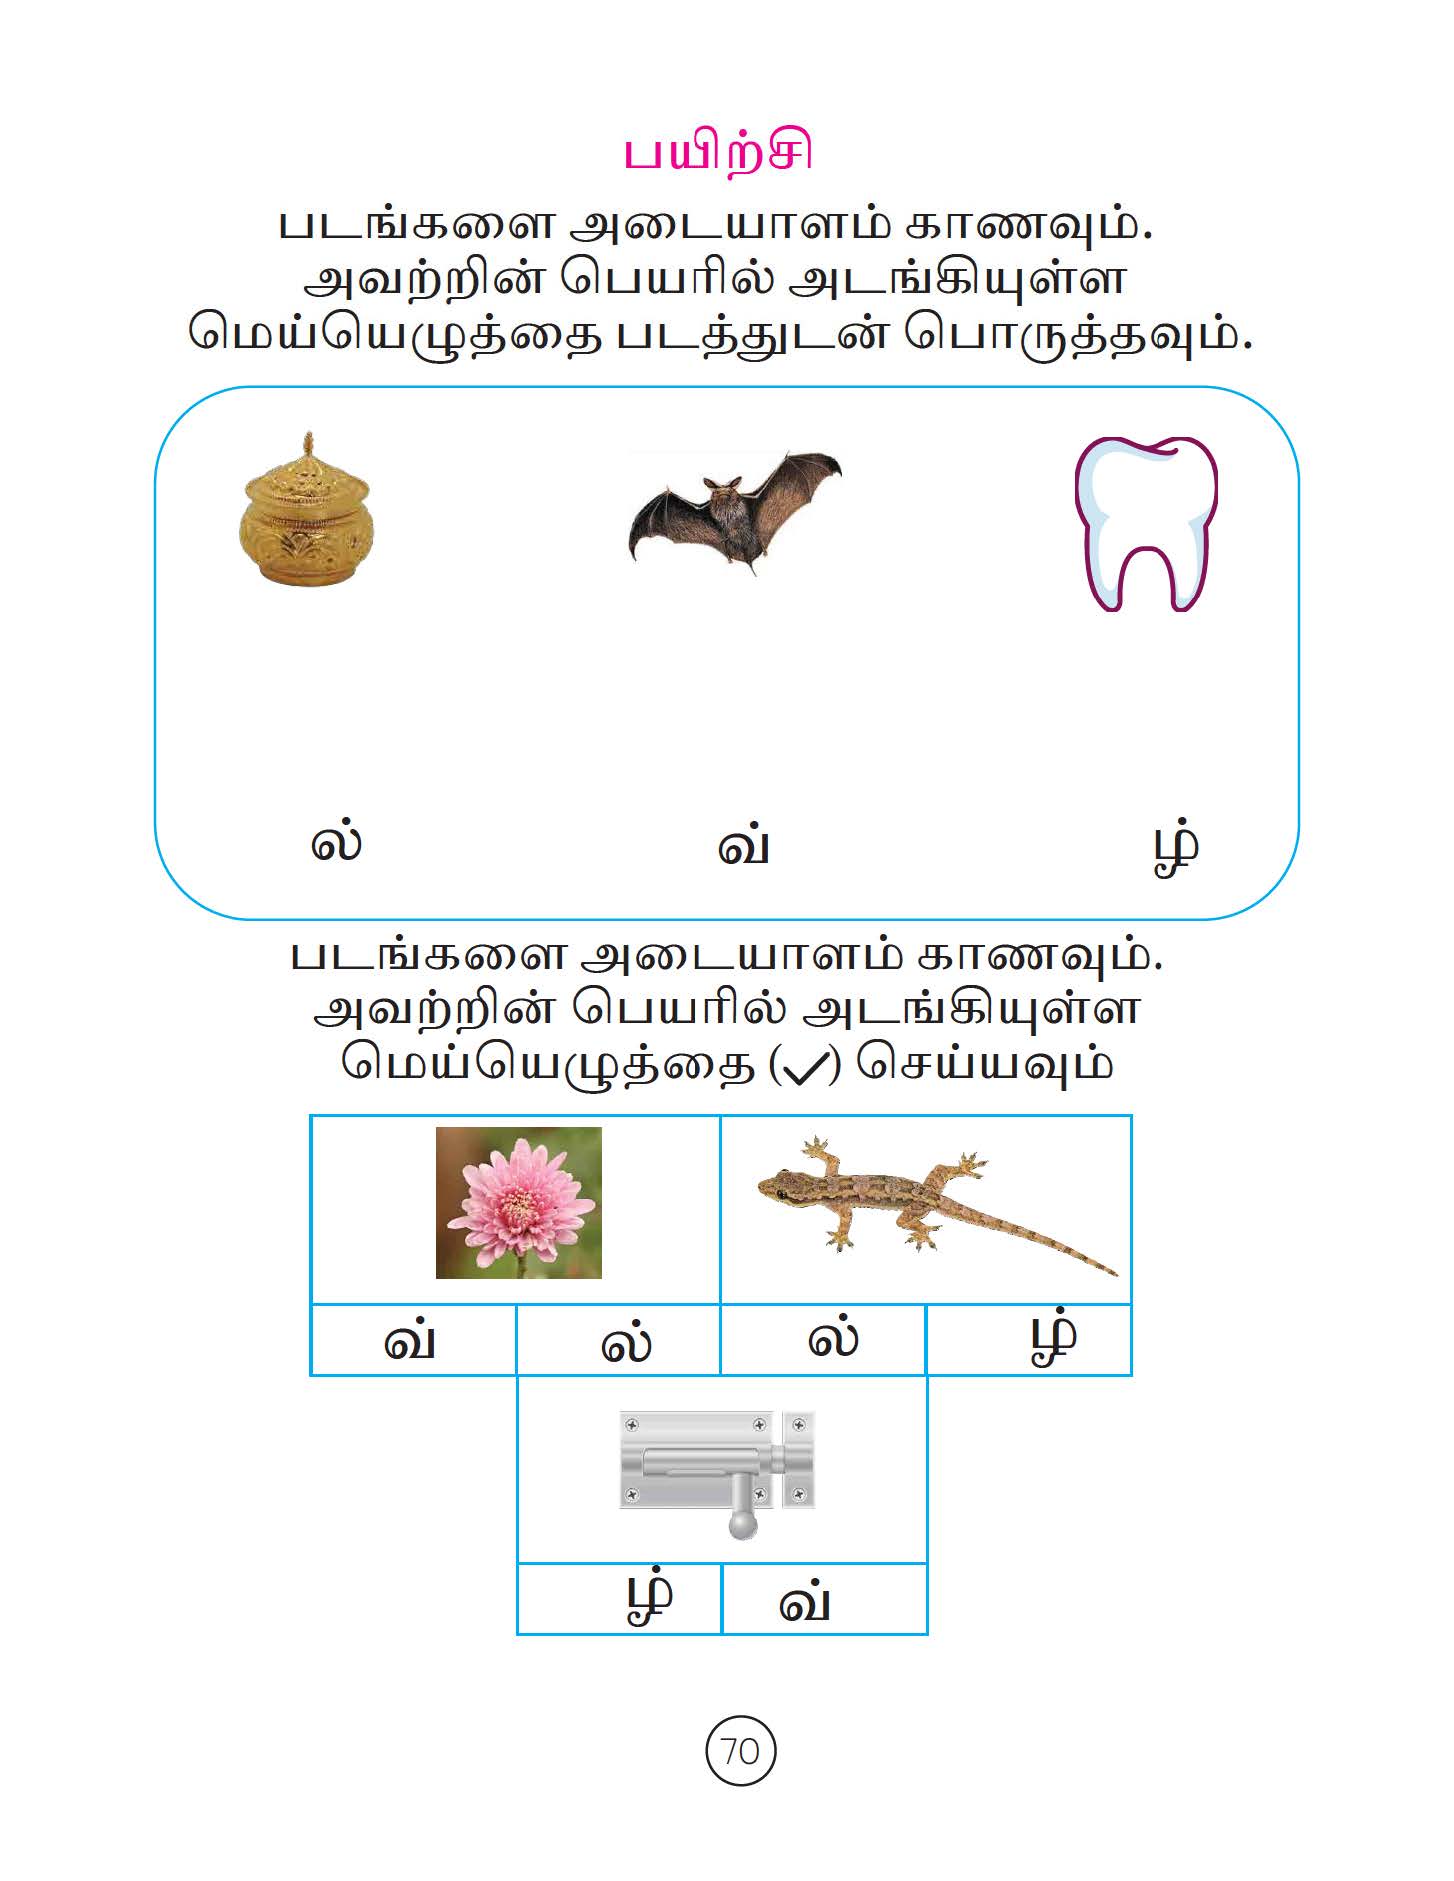 பயிற்சி
படங்களை அடையாளம் காணவும்.
அவற்றின் பெயரில் அடங்கியுள்ள
மெய்யெழுத்தை படத்துடன் பொருத்தவும்.
ல் வ் ழ்
படங்களை அடையாளம் காணவும்.
அவற்றின் பெயரில் அடங்கியுள்ள
மெய்யெழுத்தை (✓) செய்யவும்
வ் ல் ல் ழ்
ழ் வ்
70